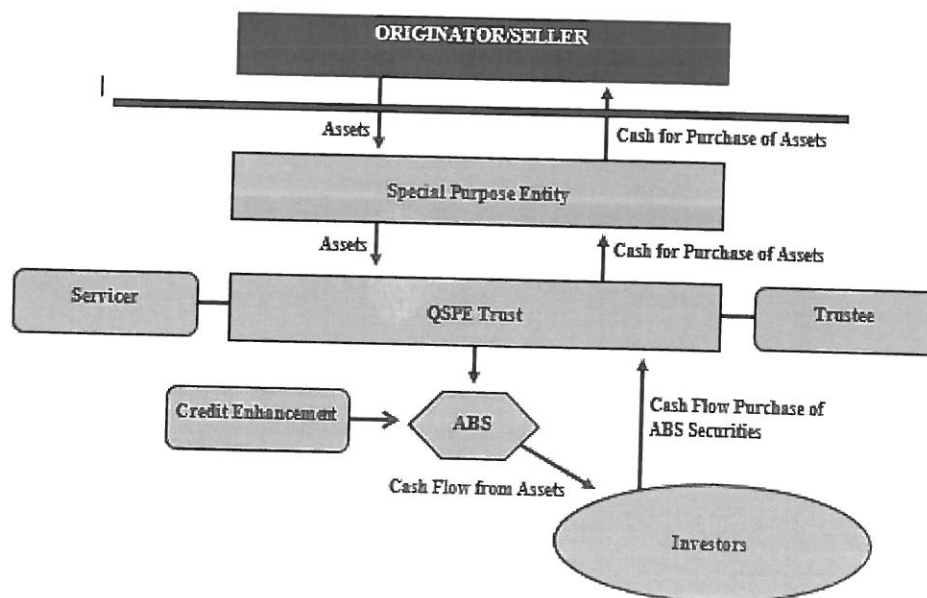 ORIGINATOR/SELLER
Assets
Cash for Purchase of Assets
Special Purpose Entity
Assets
Cash for Purchase of Assets
Servicer
QSPE Trust
Trustee
Credit Enhancement
ABS
Cash Flow Purchase of
ABS Securities
Cash Flow from Assets
Investors